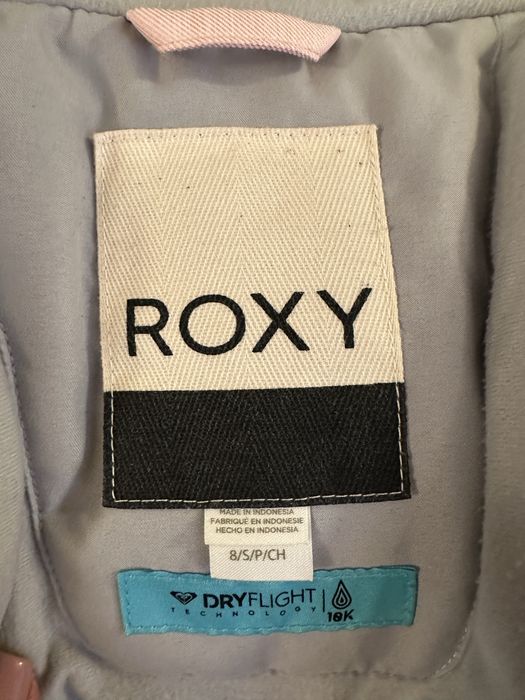 ROXY
MADE IN INDONESIA
FABRIQUÉ EN INDONESIE
HECHO EN INDONESIA
8/S/P/CH
DRYFLIGHT
TECHNOLOGY
10K